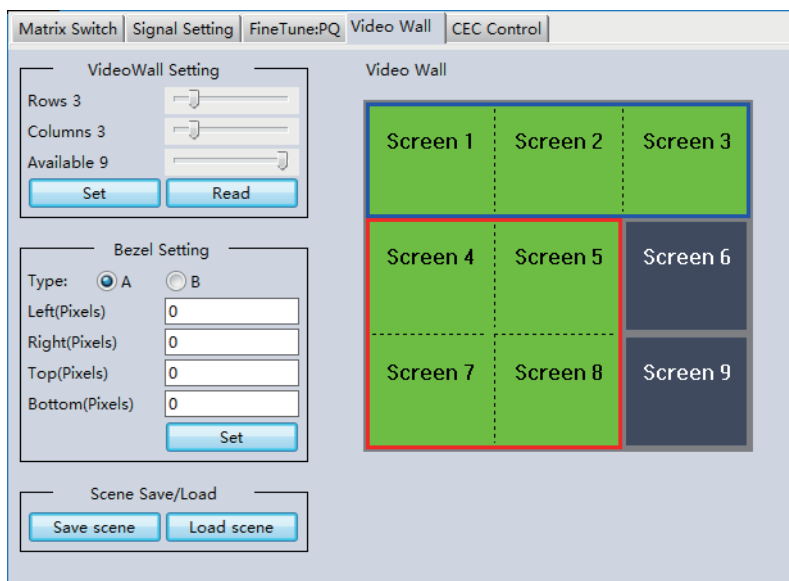 Matrix Switch Signal Setting FineTune:PQ Video Wall CEC Control
VideoWall Setting
Rows 3
Columns 3
Available 9
Set Read
Bezel Setting
Type: A B
Left(Pixels) 0
Right(Pixels) 0
Top(Pixels) 0
Bottom(Pixels) 0
Set
Scene Save/Load
Save scene Load scene
Video Wall
Screen 1 Screen 2 Screen 3
Screen 4 Screen 5 Screen 6
Screen 7 Screen 8 Screen 9